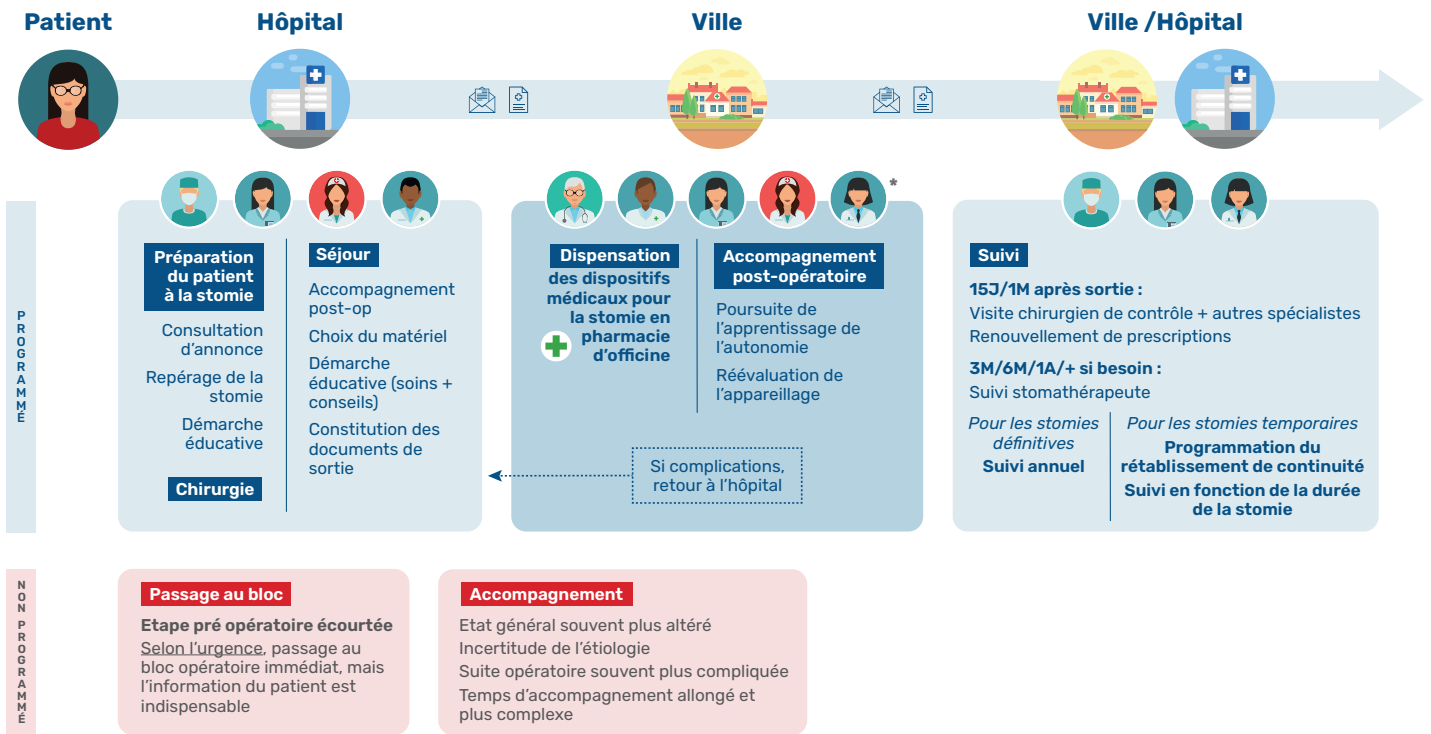 Patient
Hôpital
Ville
Ville /Hôpital
PROGRAMMÉ
Préparation
du patient
à la stomie
Consultation
d'annonce
Repérage de la
stomie
Démarche
éducative
Chirurgie
Séjour
Accompagnement
post-op
Choix du matériel
Démarche
éducative (soins +
conseils)
Constitution des
documents de
sortie
*
Dispensation
des dispositifs
médicaux pour
la stomie en
pharmacie
d'officine
Accompagnement
post-opératoire
Poursuite de
l'apprentissage de
l'autonomie
Réévaluation de
l'appareillage
Si complications,
retour à l'hôpital
Suivi
15J/1M après sortie :
Visite chirurgien de contrôle + autres spécialistes
Renouvellement de prescriptions
3M/6M/1A/+ si besoin :
Suivi stomathérapeute
Pour les stomies
définitives
Suivi annuel
Pour les stomies temporaires
Programmation du
rétablissement de continuité
Suivi en fonction de la durée
de la stomie
NON PROGRAMMÉ
Passage au bloc
Etape pré opératoire écourtée
Selon l'urgence, passage au
bloc opératoire immédiat, mais
l'information du patient est
indispensable
Accompagnement
Etat général souvent plus altéré
Incertitude de l'étiologie
Suite opératoire souvent plus compliquée
Temps d'accompagnement allongé et
plus complexe